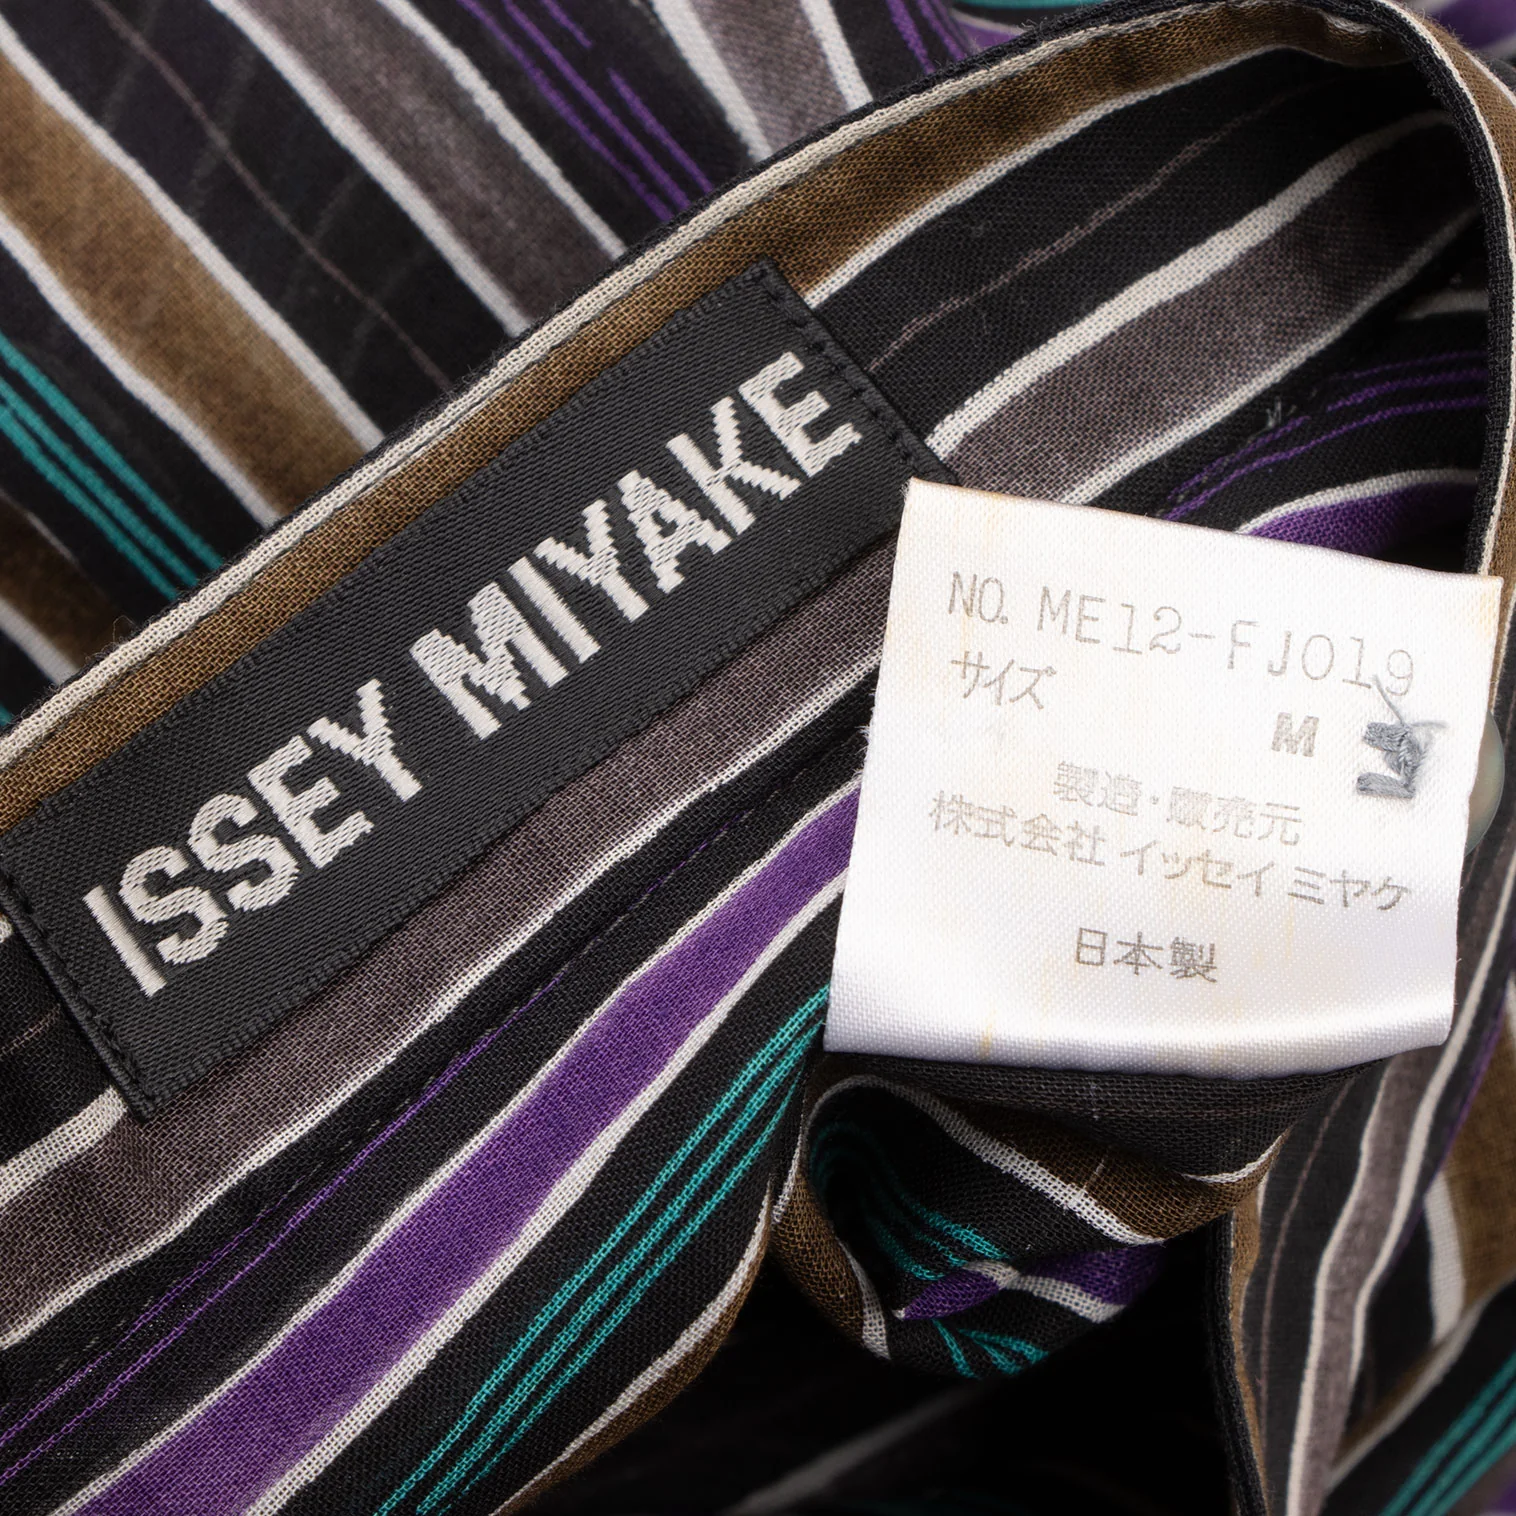 ISSEY MIYAKE
NO. ME12-FJ019
サイズ
M
製造・販売元
株式会社 イッセイ ミヤケ
日本製